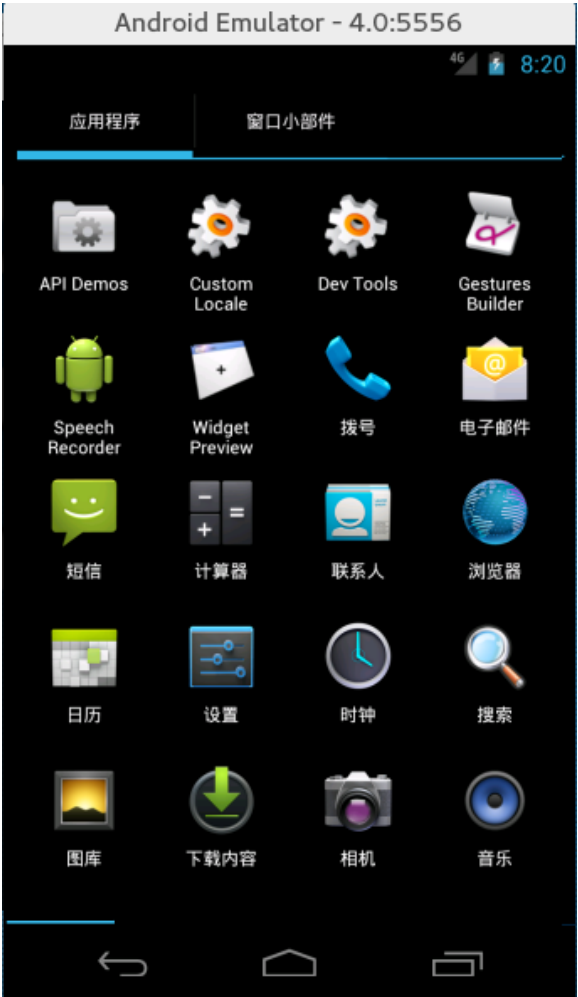 Android Emulator - 4.0:5556
4G 8:20
应用程序 窗口小部件
API Demos
Custom
Locale
Dev Tools
Gestures
Builder
Speech
Recorder
Widget
Preview
拨号
电子邮件
短信
计算器
联系人
浏览器
日历
设置
时钟
搜索
图库
下载内容
相机
音乐